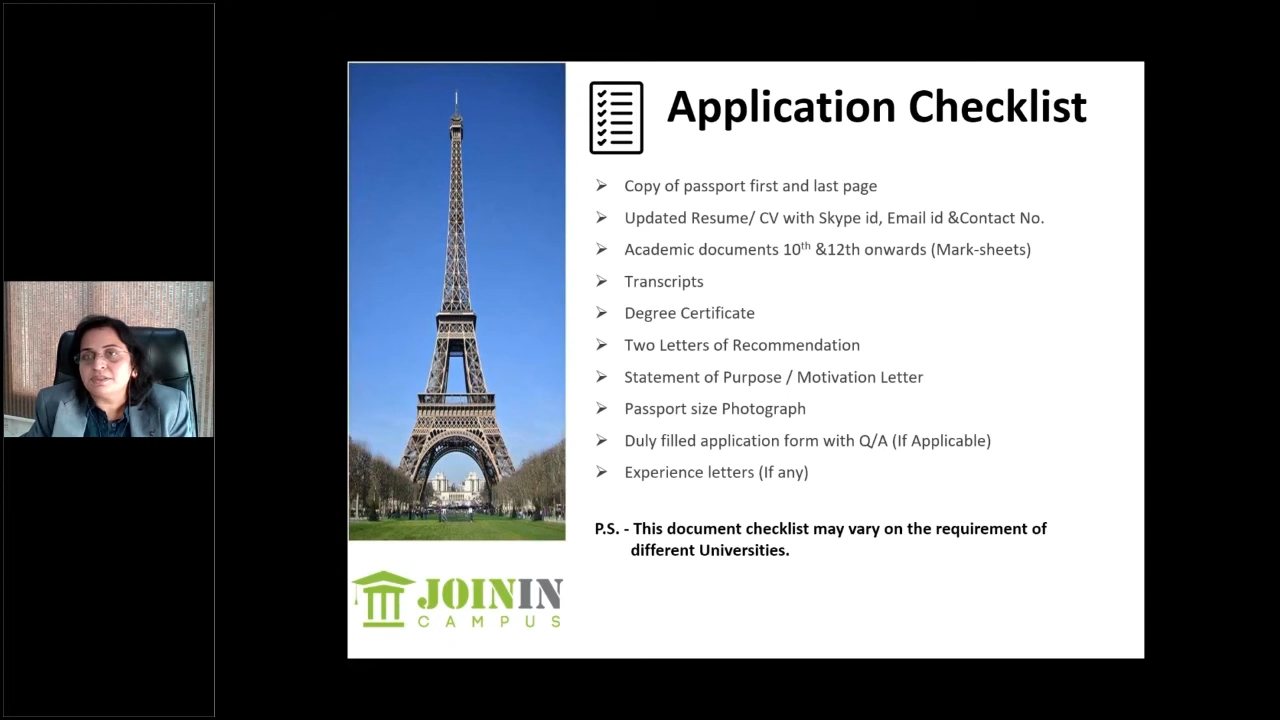 Application Checklist
Copy of passport first and last page
Updated Resume/ CV with Skype id, Email id &Contact No.
Academic documents 10th &12th onwards (Mark-sheets)
Transcripts
Degree Certificate
Two Letters of Recommendation
Statement of Purpose / Motivation Letter
Passport size Photograph
Duly filled application form with Q/A (If Applicable)
Experience letters (If any)
P.S. - This document checklist may vary on the requirement of
different Universities.
JOININ
CAMPUS